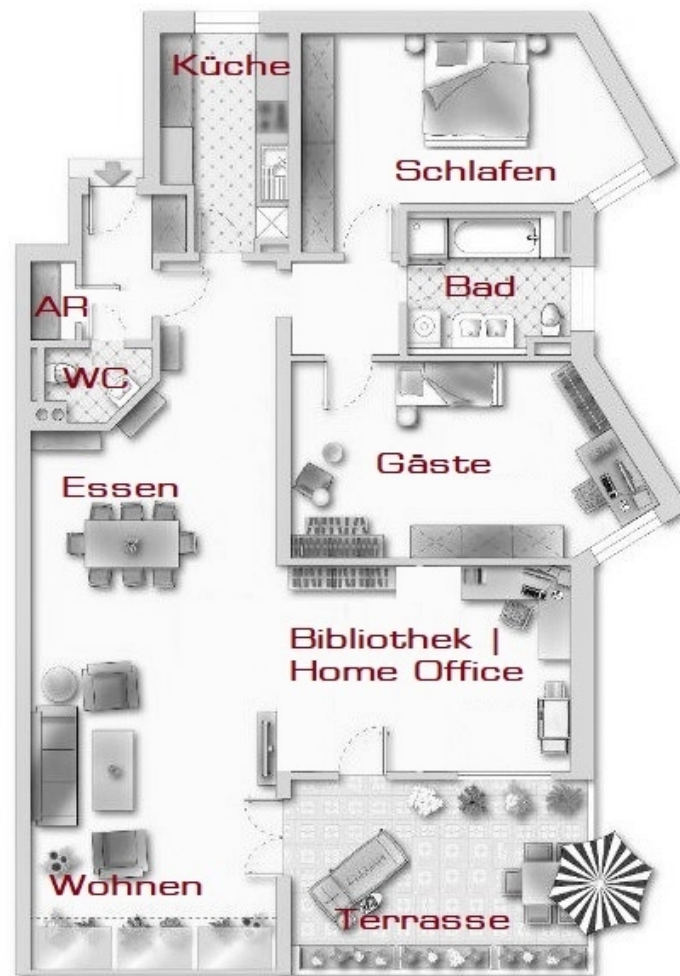 Küche
Schlafen
AR
Bad
WC
Gäste
Essen
Bibliothek |
Home Office
Wohnen
Terrasse